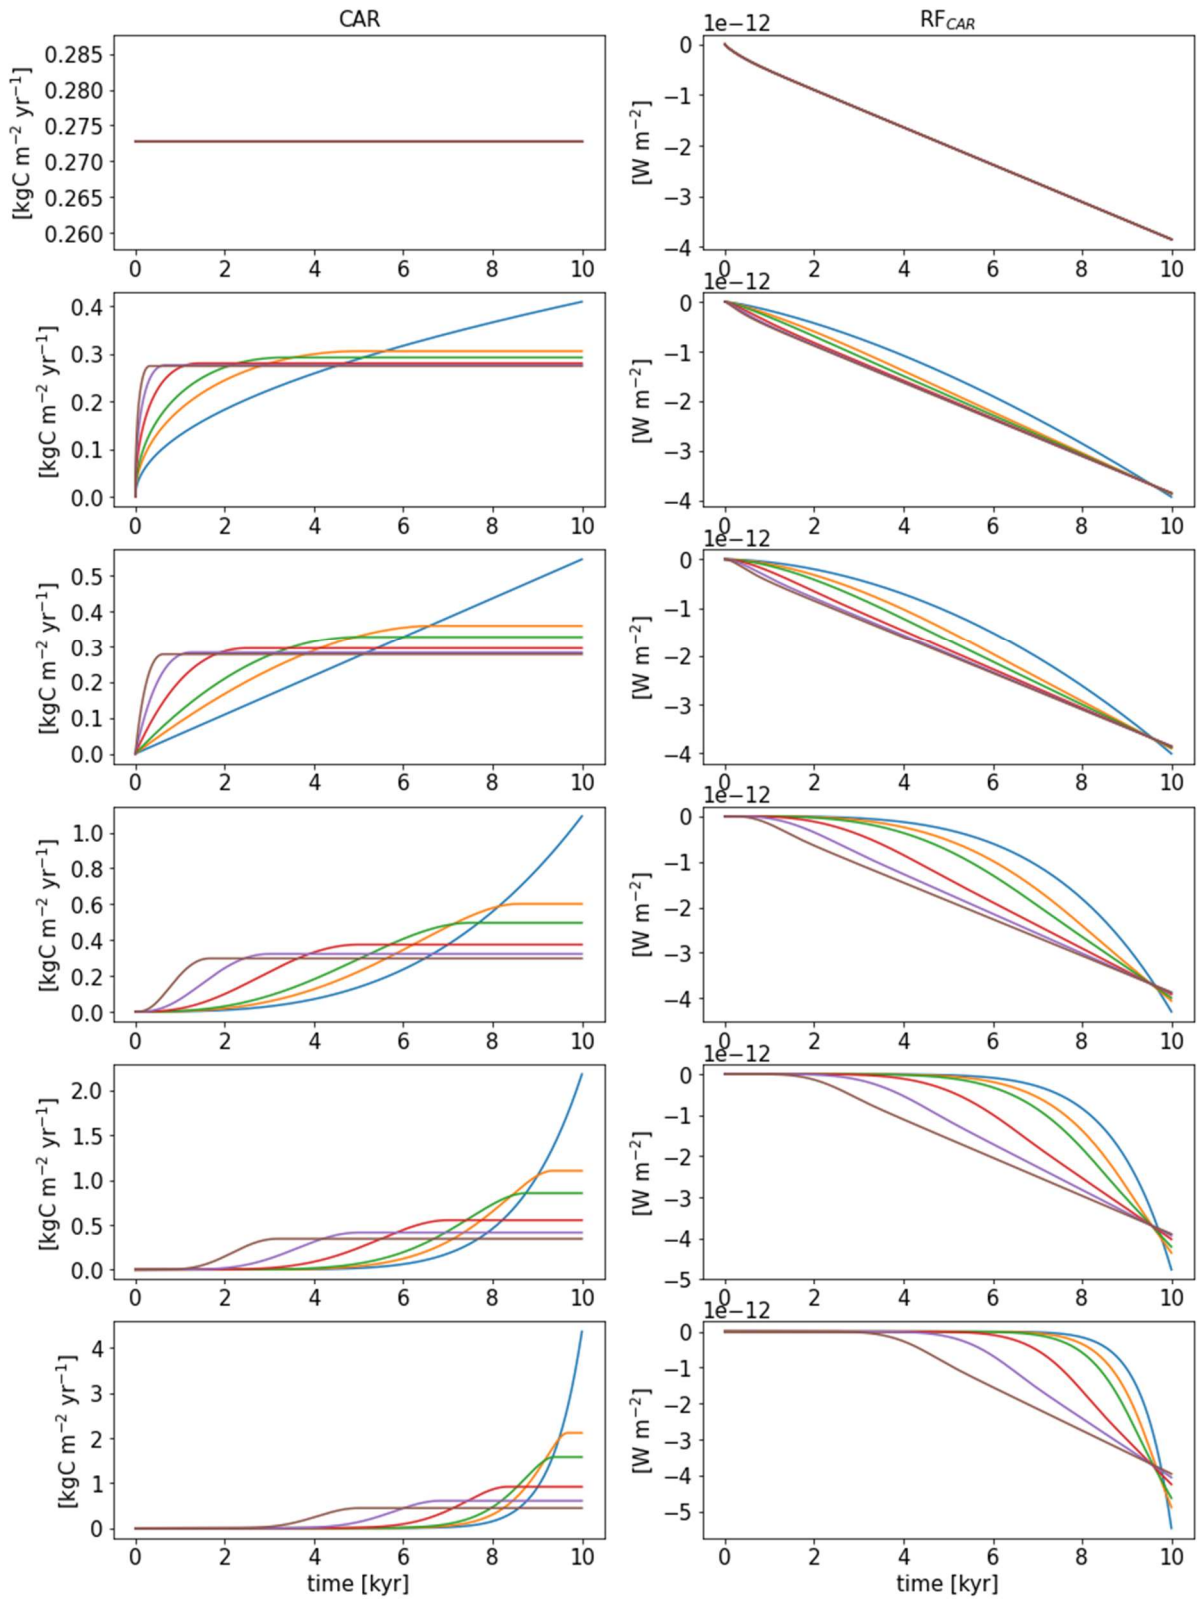 CAR
RF_CAR
1e−12
[kgC m⁻² yr⁻¹]
0.285
0.280
0.275
0.270
0.265
0.260
0 2 4 6 8 10
[W m⁻²]
0
−1
−2
−3
−4
0 2 4 6 8 10
1e−12
[kgC m⁻² yr⁻¹]
0.4
0.3
0.2
0.1
0.0
0 2 4 6 8 10
[W m⁻²]
0
−1
−2
−3
−4
0 2 4 6 8 10
1e−12
[kgC m⁻² yr⁻¹]
0.5
0.4
0.3
0.2
0.1
0.0
0 2 4 6 8 10
[W m⁻²]
0
−1
−2
−3
−4
0 2 4 6 8 10
1e−12
[kgC m⁻² yr⁻¹]
1.0
0.8
0.6
0.4
0.2
0.0
0 2 4 6 8 10
[W m⁻²]
0
−1
−2
−3
−4
0 2 4 6 8 10
1e−12
[kgC m⁻² yr⁻¹]
2.0
1.5
1.0
0.5
0.0
0 2 4 6 8 10
[W m⁻²]
0
−1
−2
−3
−4
−5
0 2 4 6 8 10
1e−12
[kgC m⁻² yr⁻¹]
4
3
2
1
0
0 2 4 6 8 10
time [kyr]
[W m⁻²]
0
−1
−2
−3
−4
−5
0 2 4 6 8 10
time [kyr]